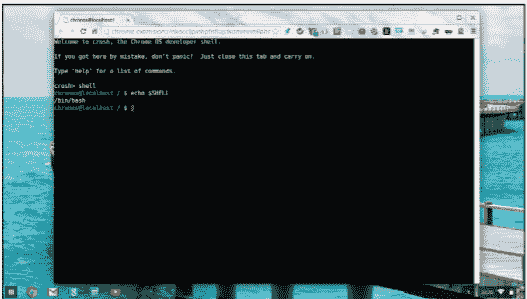 chronos@localhost
Welcome to crosh, the Chrome OS developer shell.
If you got here by mistake, don't panic! Just close this tab and carry on.
Type 'help' for a list of commands.
crosh> shell
chronos@localhost / $ echo $SHELL
/bin/bash
chronos@localhost / $